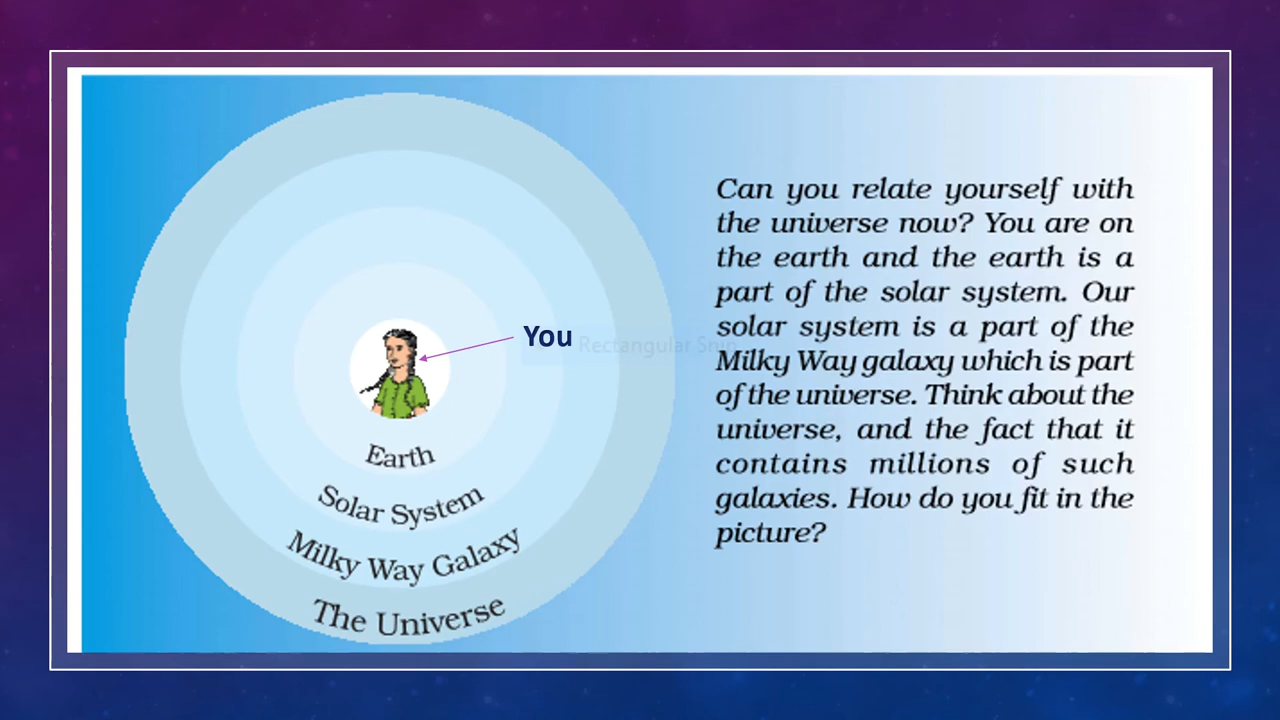 You
Rectangular Snip
Earth
Solar System
Milky Way Galaxy
The Universe
Can you relate yourself with
the universe now? You are on
the earth and the earth is a
part of the solar system. Our
solar system is a part of the
Milky Way galaxy which is part
of the universe. Think about the
universe, and the fact that it
contains millions of such
galaxies. How do you fit in the
picture?